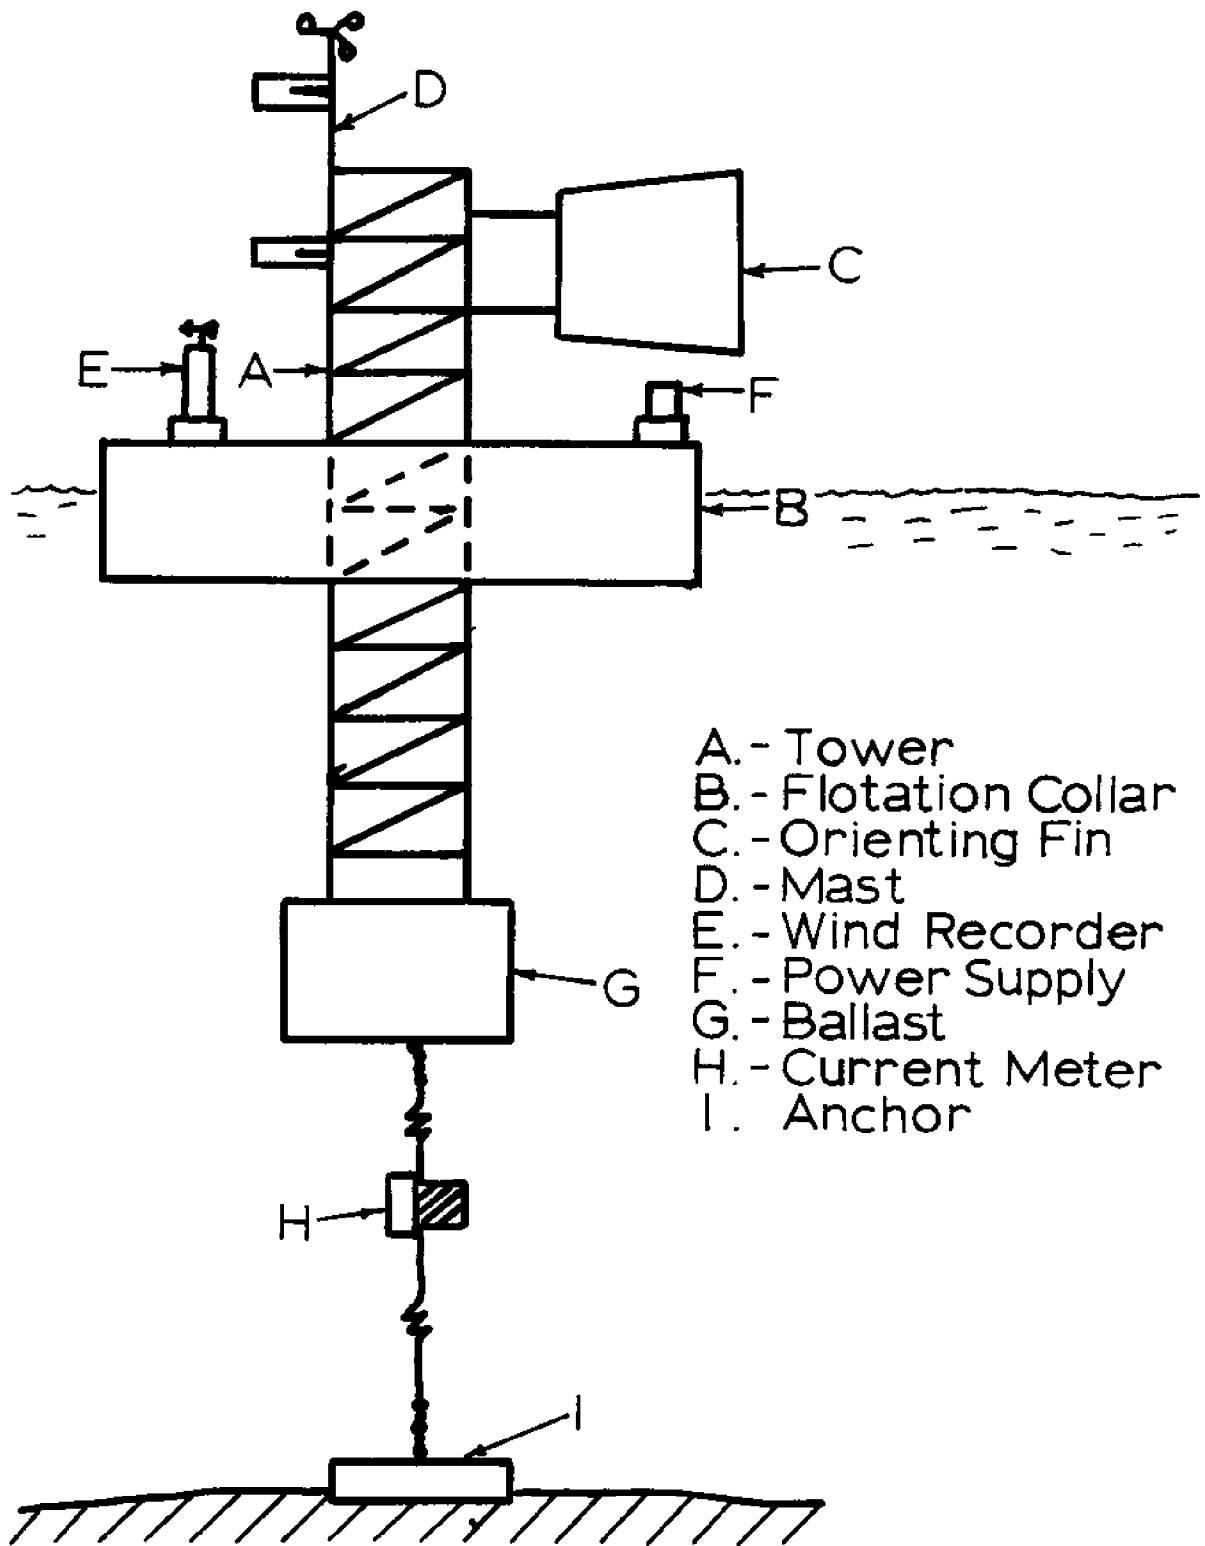 D
C
E
A
F
B
A.- Tower
B.- Flotation Collar
C.- Orienting Fin
D.- Mast
E.- Wind Recorder
F.- Power Supply
G
G.- Ballast
H.- Current Meter
I. Anchor
H
I